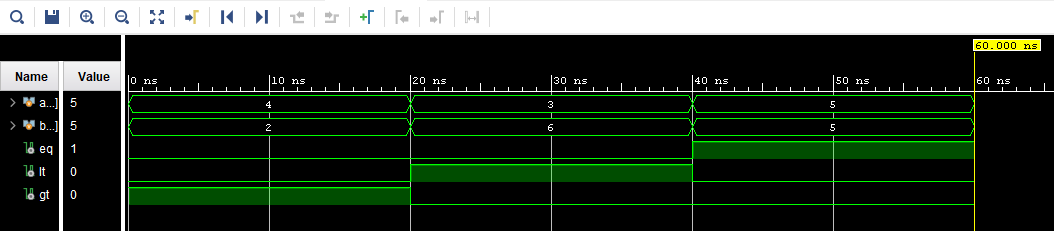 60.000 ns
Name Value 0 ns 10 ns 20 ns 30 ns 40 ns 50 ns 60 ns
a...] 5 4 3 5
b...] 5 2 6 5
eq 1
lt 0
gt 0